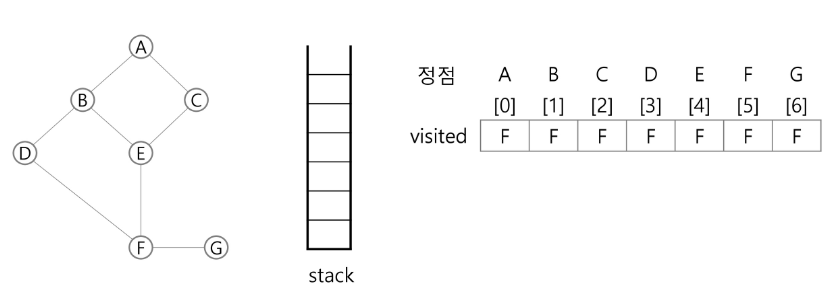 A
B
C
D
E
F
G
stack
정점 A B C D E F G
[0] [1] [2] [3] [4] [5] [6]
visited F F F F F F F